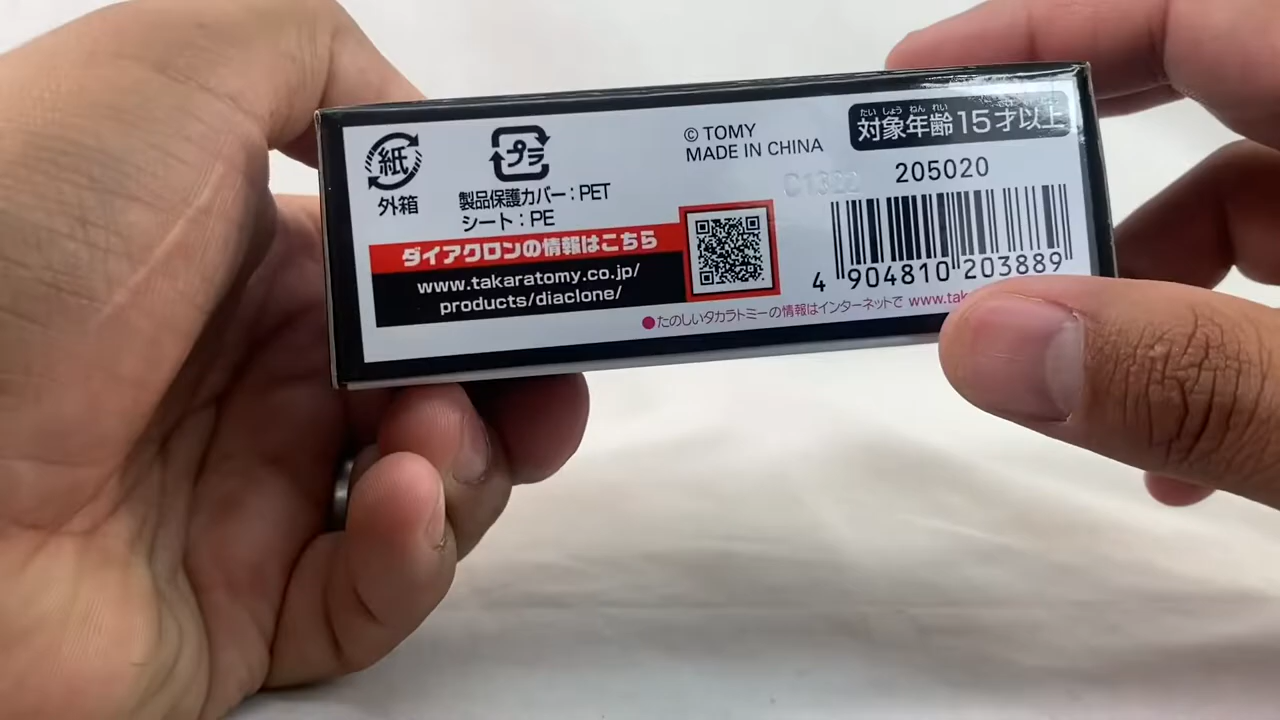 紙
外箱
プラ
製品保護カバー：PET
シート：PE
ダイアクロンの情報はこちら
www.takaratomy.co.jp/
products/diaclone/
© TOMY
MADE IN CHINA
たいしょうねんれい
対象年齢15才以上
205020
4 904810 203889
●たのしいタカラトミーの情報はインターネットで www.tak